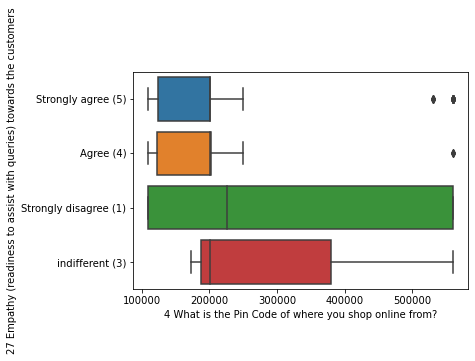 27 Empathy (readiness to assist with queries) towards the customers
Strongly agree (5)
Agree (4)
Strongly disagree (1)
indifferent (3)
100000 200000 300000 400000 500000
4 What is the Pin Code of where you shop online from?